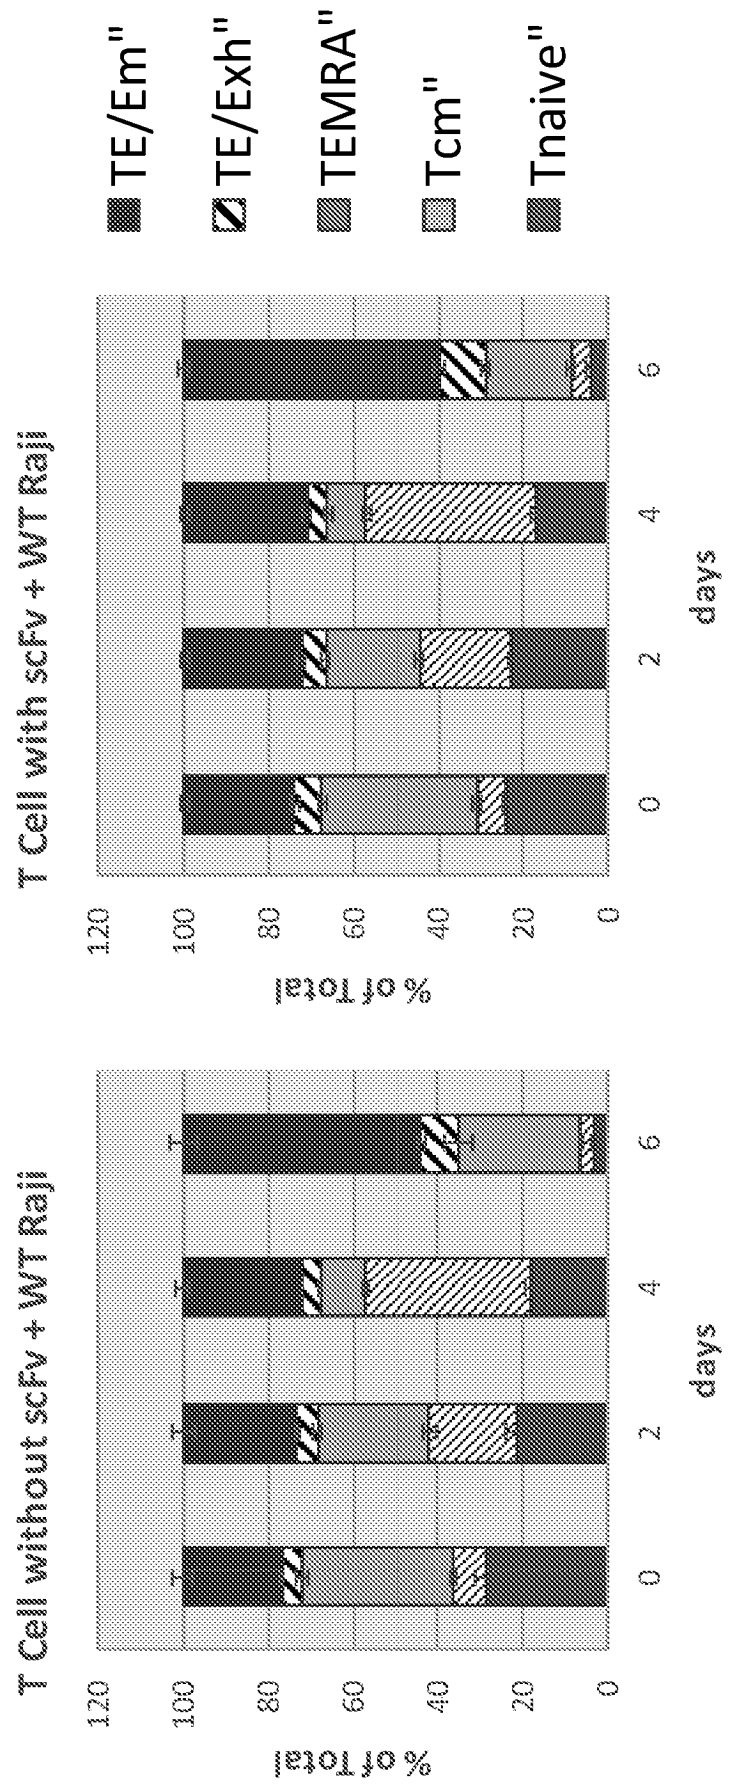 T Cell without scFv + WT Raji
% of Total
120
100
80
60
40
20
0
0 2 4 6
days
T Cell with scFv + WT Raji
% of Total
120
100
80
60
40
20
0
0 2 4 6
days
TE/Em"
TE/Exh"
TEMRA"
Tcm"
Tnaive"